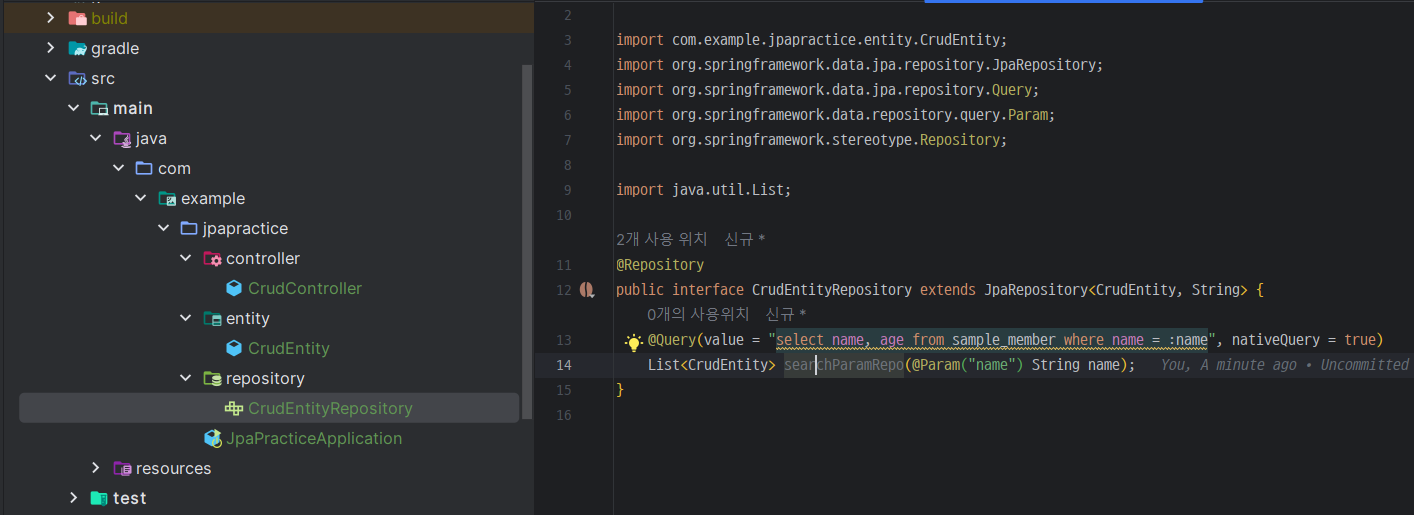 build
gradle
src
main
java
com
example
jpapractice
controller
CrudController
entity
CrudEntity
repository
CrudEntityRepository
JpaPracticeApplication
resources
test
2
3 import com.example.jpapractice.entity.CrudEntity;
4 import org.springframework.data.jpa.repository.JpaRepository;
5 import org.springframework.data.jpa.repository.Query;
6 import org.springframework.data.repository.query.Param;
7 import org.springframework.stereotype.Repository;
8
9 import java.util.List;
10
2개 사용 위치 신규 *
11 @Repository
12 public interface CrudEntityRepository extends JpaRepository<CrudEntity, String> {
0개의 사용위치 신규 *
13 @Query(value = "select name, age from sample_member where name = :name", nativeQuery = true)
14 List<CrudEntity> searchParamRepo(@Param("name") String name); You, A minute ago • Uncommitted
15 }
16